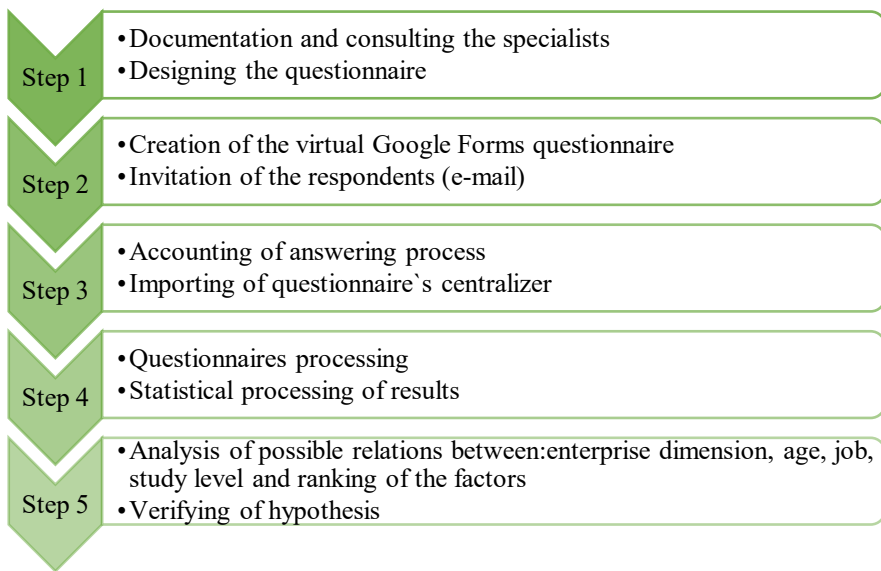 Step 1
•Documentation and consulting the specialists
•Designing the questionnaire
Step 2
•Creation of the virtual Google Forms questionnaire
•Invitation of the respondents (e-mail)
Step 3
•Accounting of answering process
•Importing of questionnaire`s centralizer
Step 4
•Questionnaires processing
•Statistical processing of results
Step 5
•Analysis of possible relations between:enterprise dimension, age, job,
study level and ranking of the factors
•Verifying of hypothesis